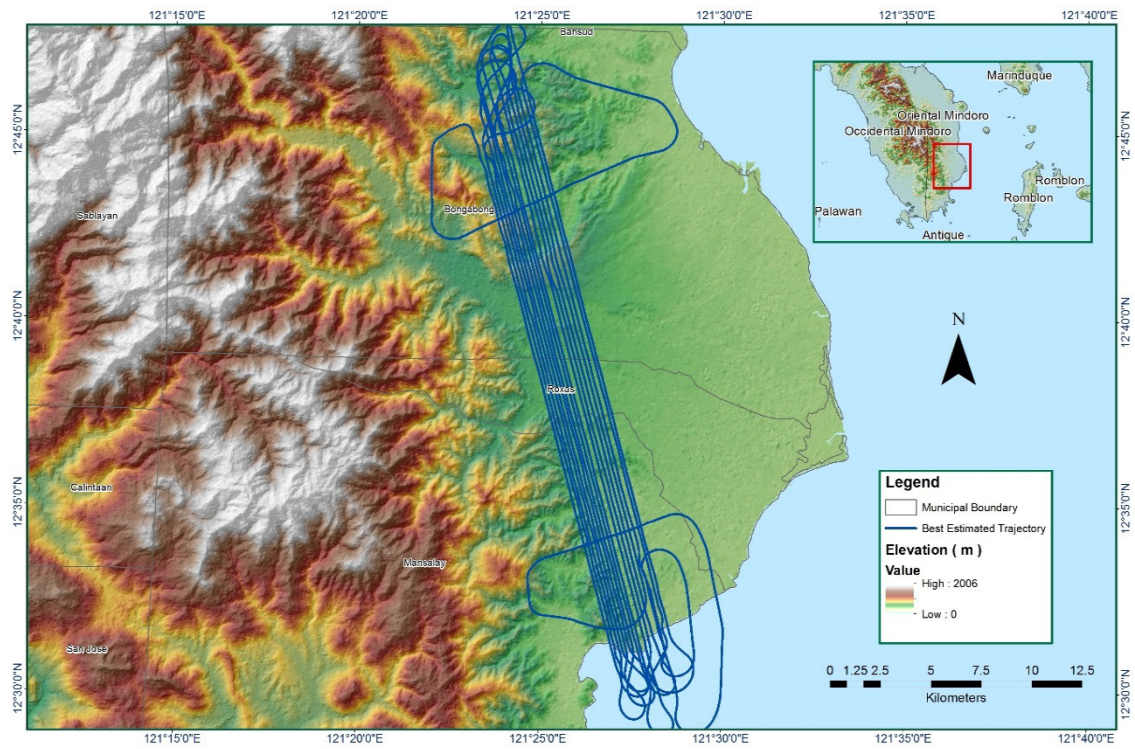 121°15'0"E
121°20'0"E
121°25'0"E
121°30'0"E
121°35'0"E
121°40'0"E
Bansud
Marinduque
Oriental Mindoro
Occidental Mindoro
Romblon
Romblon
Palawan
Antique
12°45'0"N
12°45'0"N
Bongabong
Sablayan
12°40'0"N
12°40'0"N
N
Roxas
Calintaan
12°35'0"N
12°35'0"N
Legend
Municipal Boundary
Best Estimated Trajectory
Elevation ( m )
Value
High : 2006
Low : 0
Mansalay
San Jose
0 1.25 2.5 5 7.5 10 12.5
Kilometers
12°30'0"N
12°30'0"N
121°15'0"E
121°20'0"E
121°25'0"E
121°30'0"E
121°35'0"E
121°40'0"E